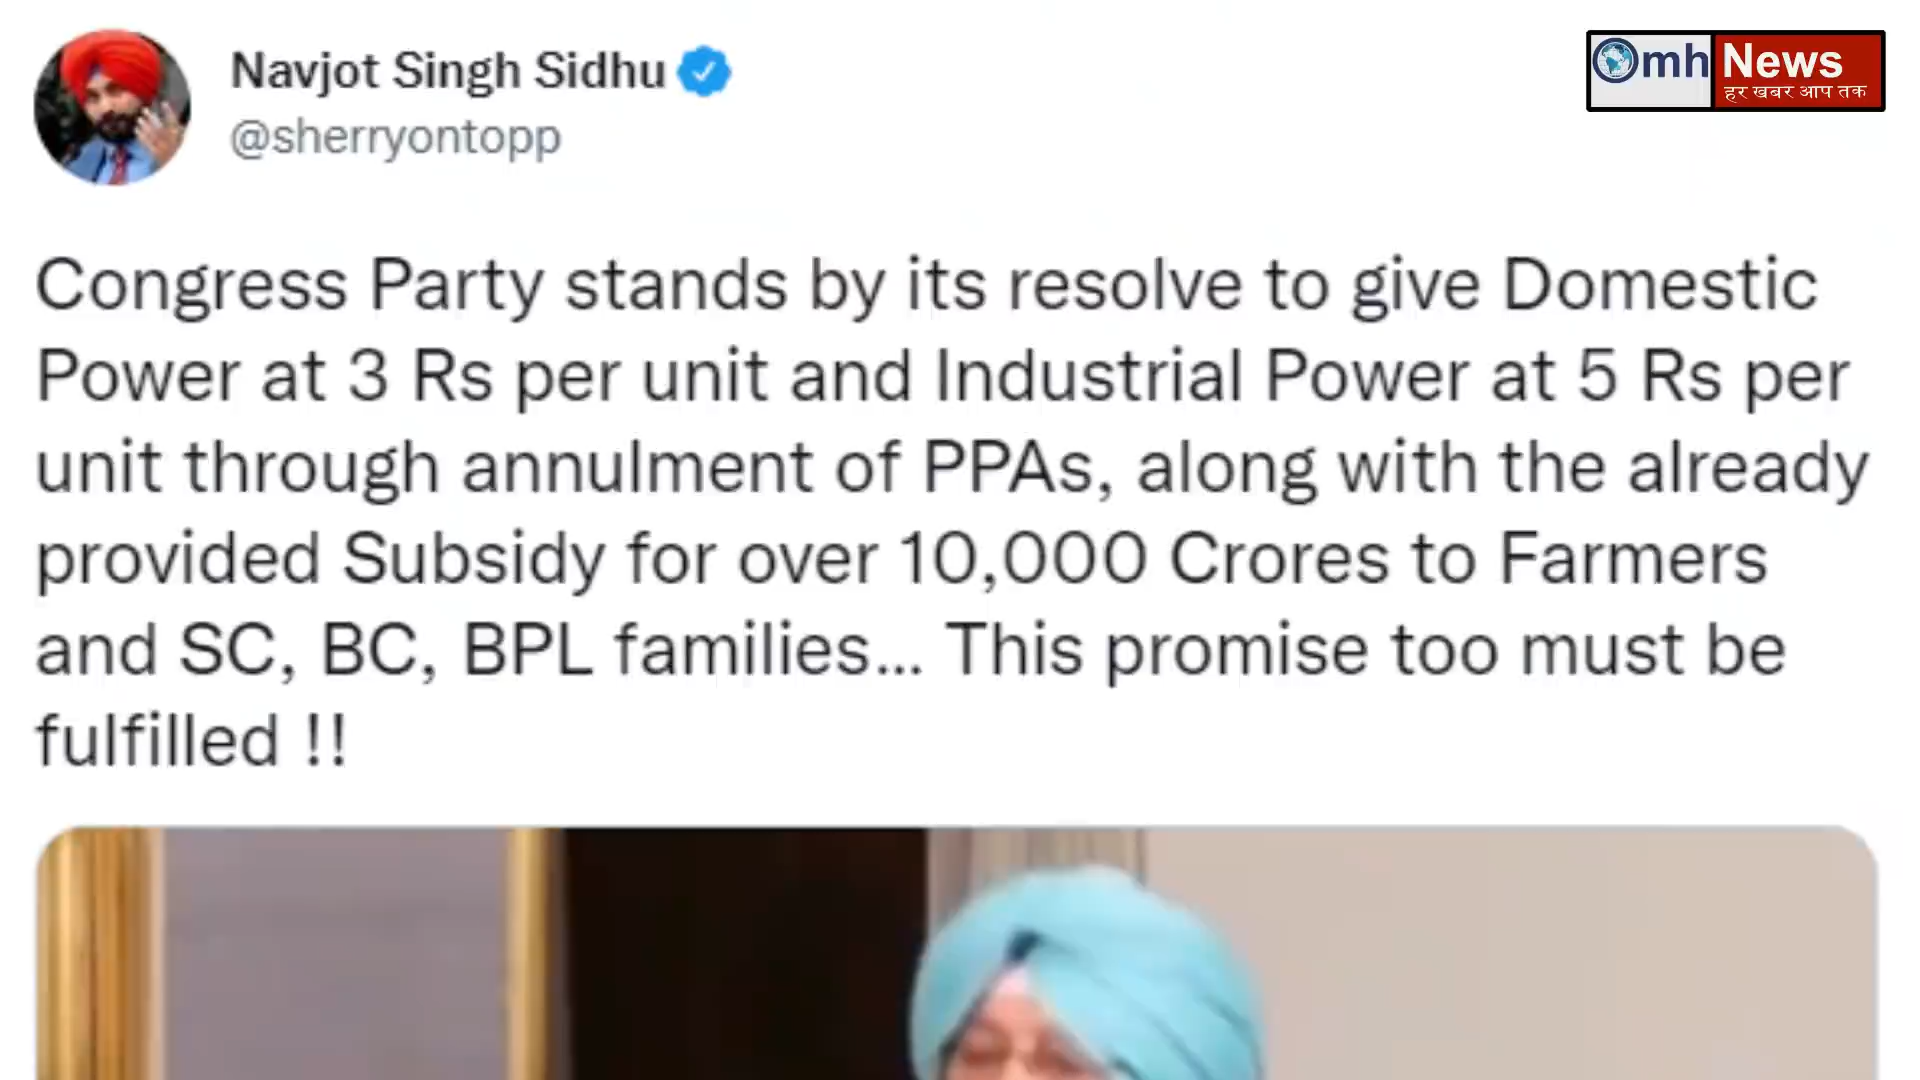 Navjot Singh Sidhu
@sherryontopp
Omh News
हर खबर आप तक
Congress Party stands by its resolve to give Domestic
Power at 3 Rs per unit and Industrial Power at 5 Rs per
unit through annulment of PPAs, along with the already
provided Subsidy for over 10,000 Crores to Farmers
and SC, BC, BPL families... This promise too must be
fulfilled !!